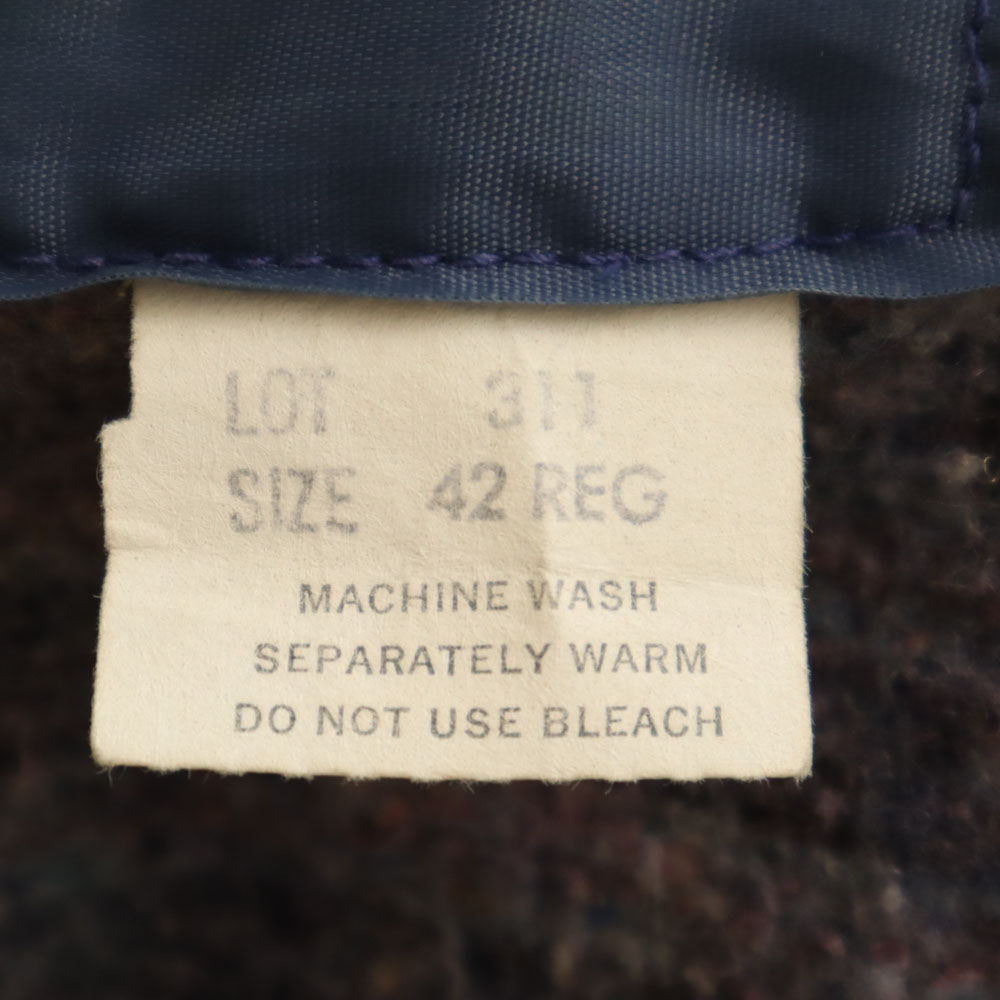 LOT 311
SIZE 42 REG
MACHINE WASH
SEPARATELY WARM
DO NOT USE BLEACH